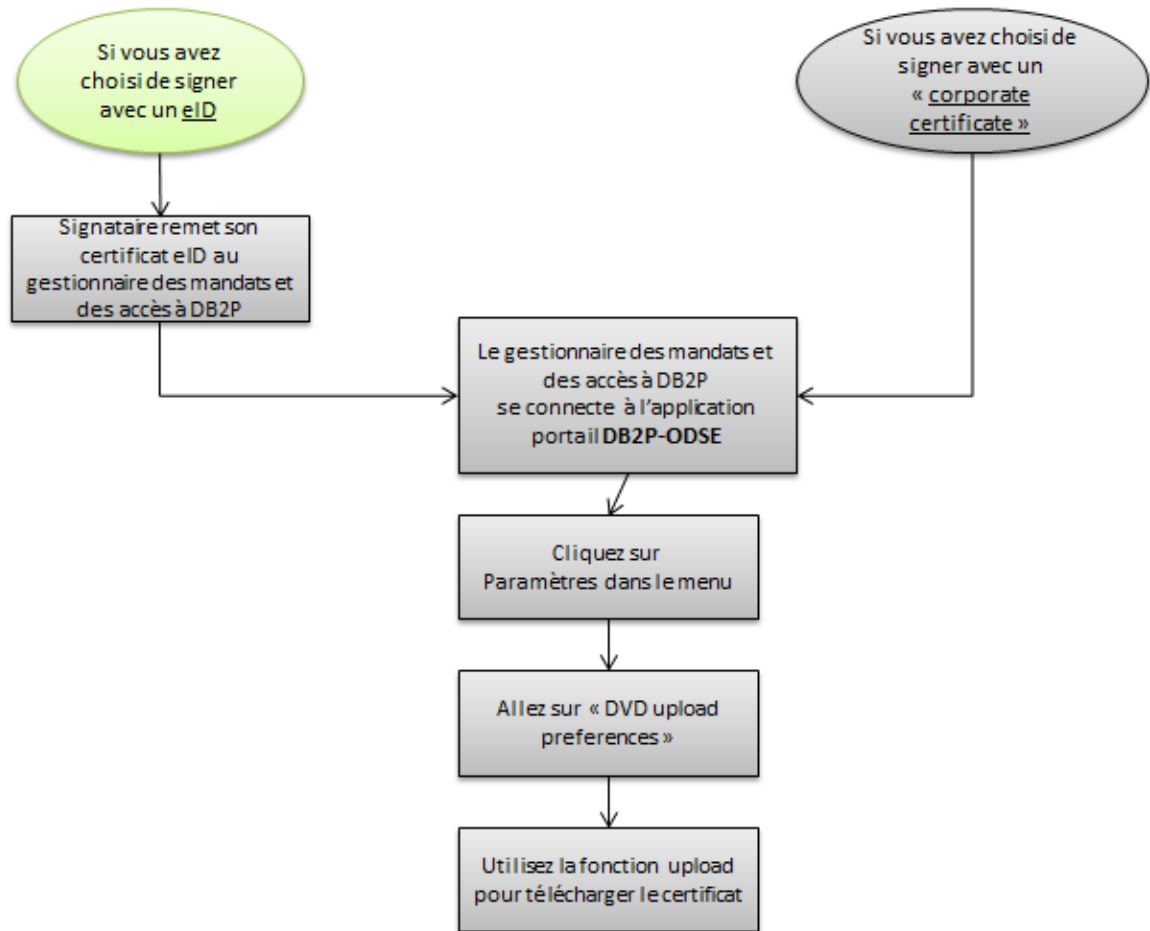 Si vous avez
choisi de signer
avec un eID
Si vous avez choisi de
signer avec un
« corporate
certificate »
Signataire remet son
certificat eID au
gestionnaire des mandats et
des accès à DB2P
Le gestionnaire des mandats et
des accès à DB2P
se connecte à l'application
portail DB2P-ODSE
Cliquez sur
Paramètres dans le menu
Allez sur « DVD upload
preferences »
Utilisez la fonction upload
pour télécharger le certificat